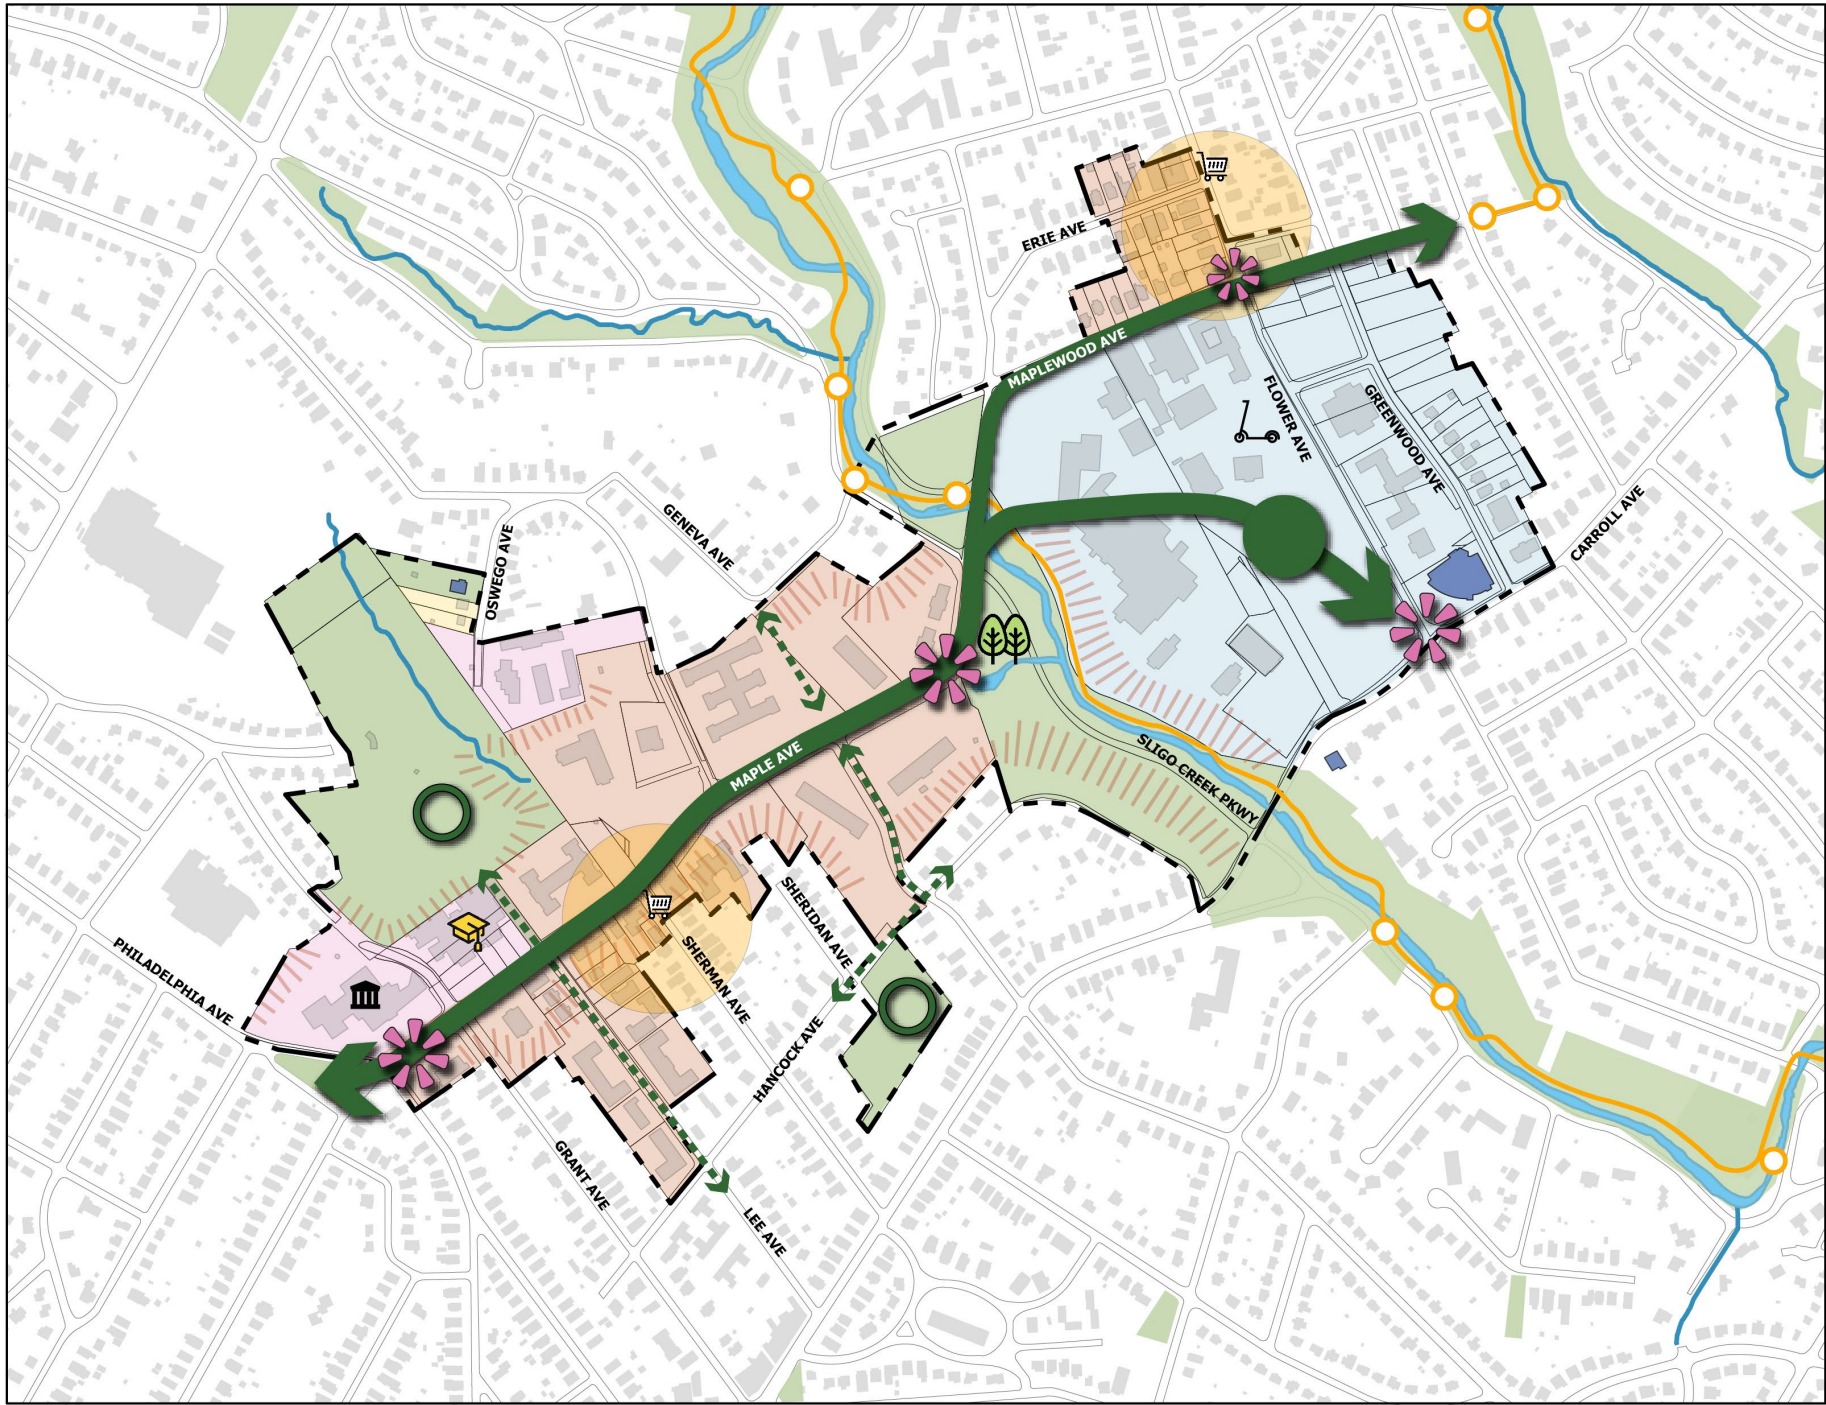 ERIE AVE
MAPLEWOOD AVE
FLOWER AVE
GREENWOOD AVE
CARROLL AVE
GENEVA AVE
OSWEGO AVE
MAPLE AVE
SLIGO CREEK PKWY
SHERIDAN AVE
SHERMAN AVE
PHILADELPHIA AVE
HANCOCK AVE
GRANT AVE
LEE AVE